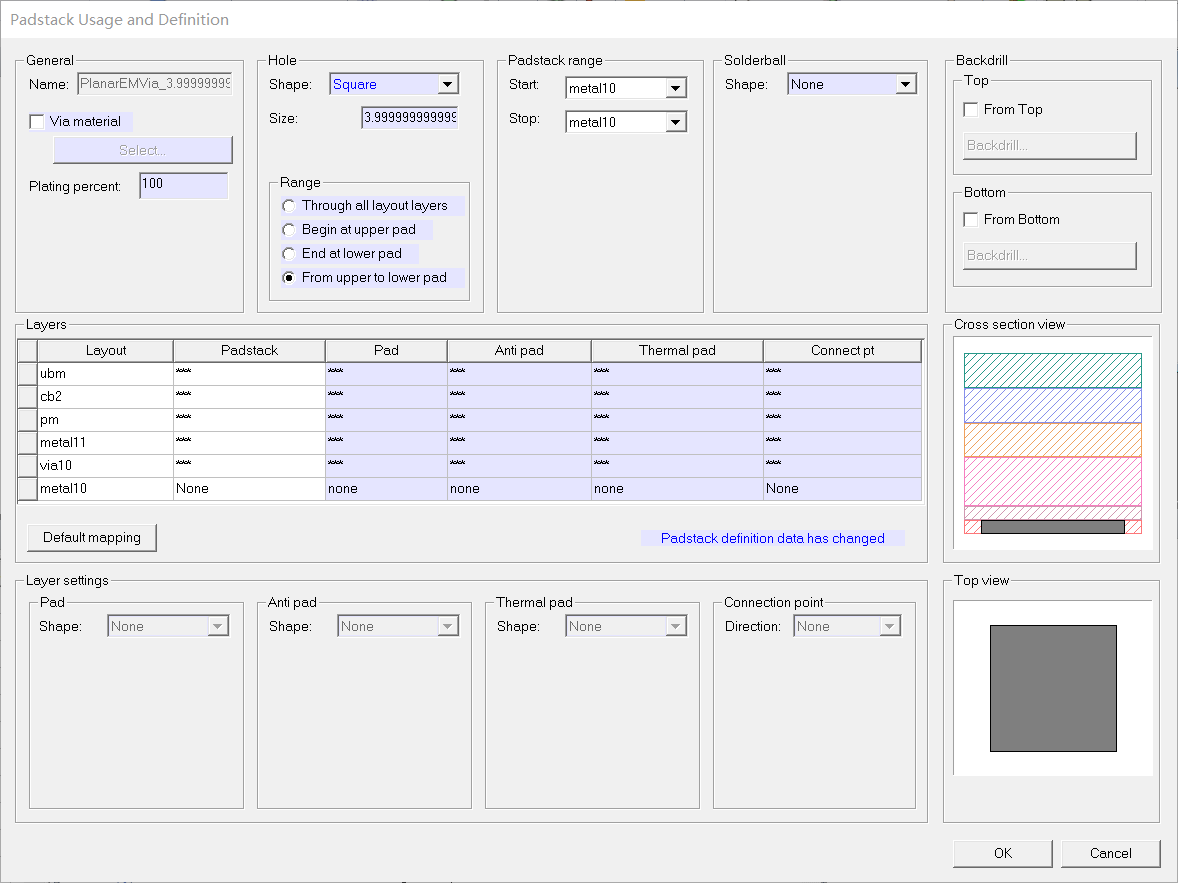 Padstack Usage and Definition
General
Name: PlanarEMVia_3.99999999
Via material
Select...
Plating percent: 100
Hole
Shape: Square
Size: 3.999999999999
Range
Through all layout layers
Begin at upper pad
End at lower pad
From upper to lower pad
Padstack range
Start: metal10
Stop: metal10
Solderball
Shape: None
Backdrill
Top
From Top
Backdrill...
Bottom
From Bottom
Backdrill...
Layers
Layout Padstack Pad Anti pad Thermal pad Connect pt
ubm *** *** *** *** ***
cb2 *** *** *** *** ***
pm *** *** *** *** ***
metal11 *** *** *** *** ***
via10 *** *** *** *** ***
metal10 None none none none None
Default mapping
Padstack definition data has changed
Cross section view
Layer settings
Pad
Shape: None
Anti pad
Shape: None
Thermal pad
Shape: None
Connection point
Direction: None
Top view
OK Cancel